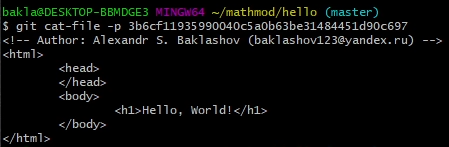 bakla@DESKTOP-BBMDGE3 MINGW64 ~/mathmod/hello (master)
$ git cat-file -p 3b6cf11935990040c5a0b63be31484451d90c697
<!-- Author: Alexandr S. Baklashov (baklashov123@yandex.ru) -->
<html>
        <head>
        </head>
        <body>
                <h1>Hello, World!</h1>
        </body>
</html>